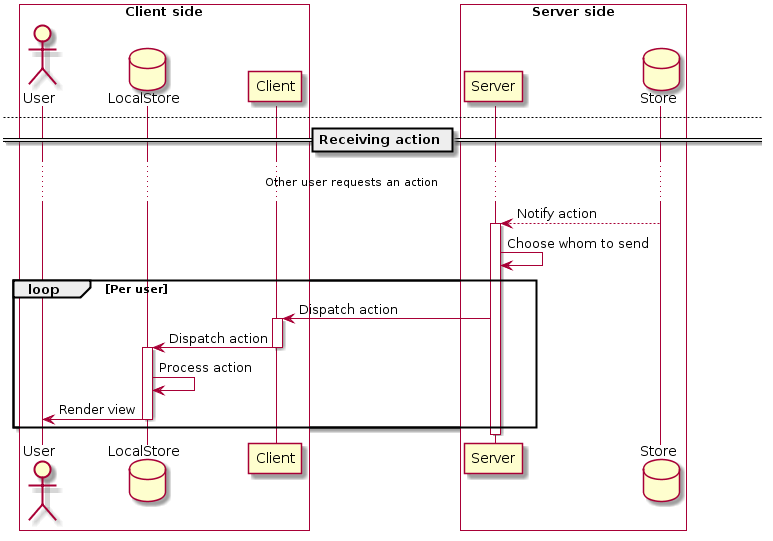 Client side
Server side
User
LocalStore
Client
Server
Store
Receiving action
Other user requests an action
Notify action
Choose whom to send
loop
[Per user]
Dispatch action
Dispatch action
Process action
Render view
User
LocalStore
Client
Server
Store